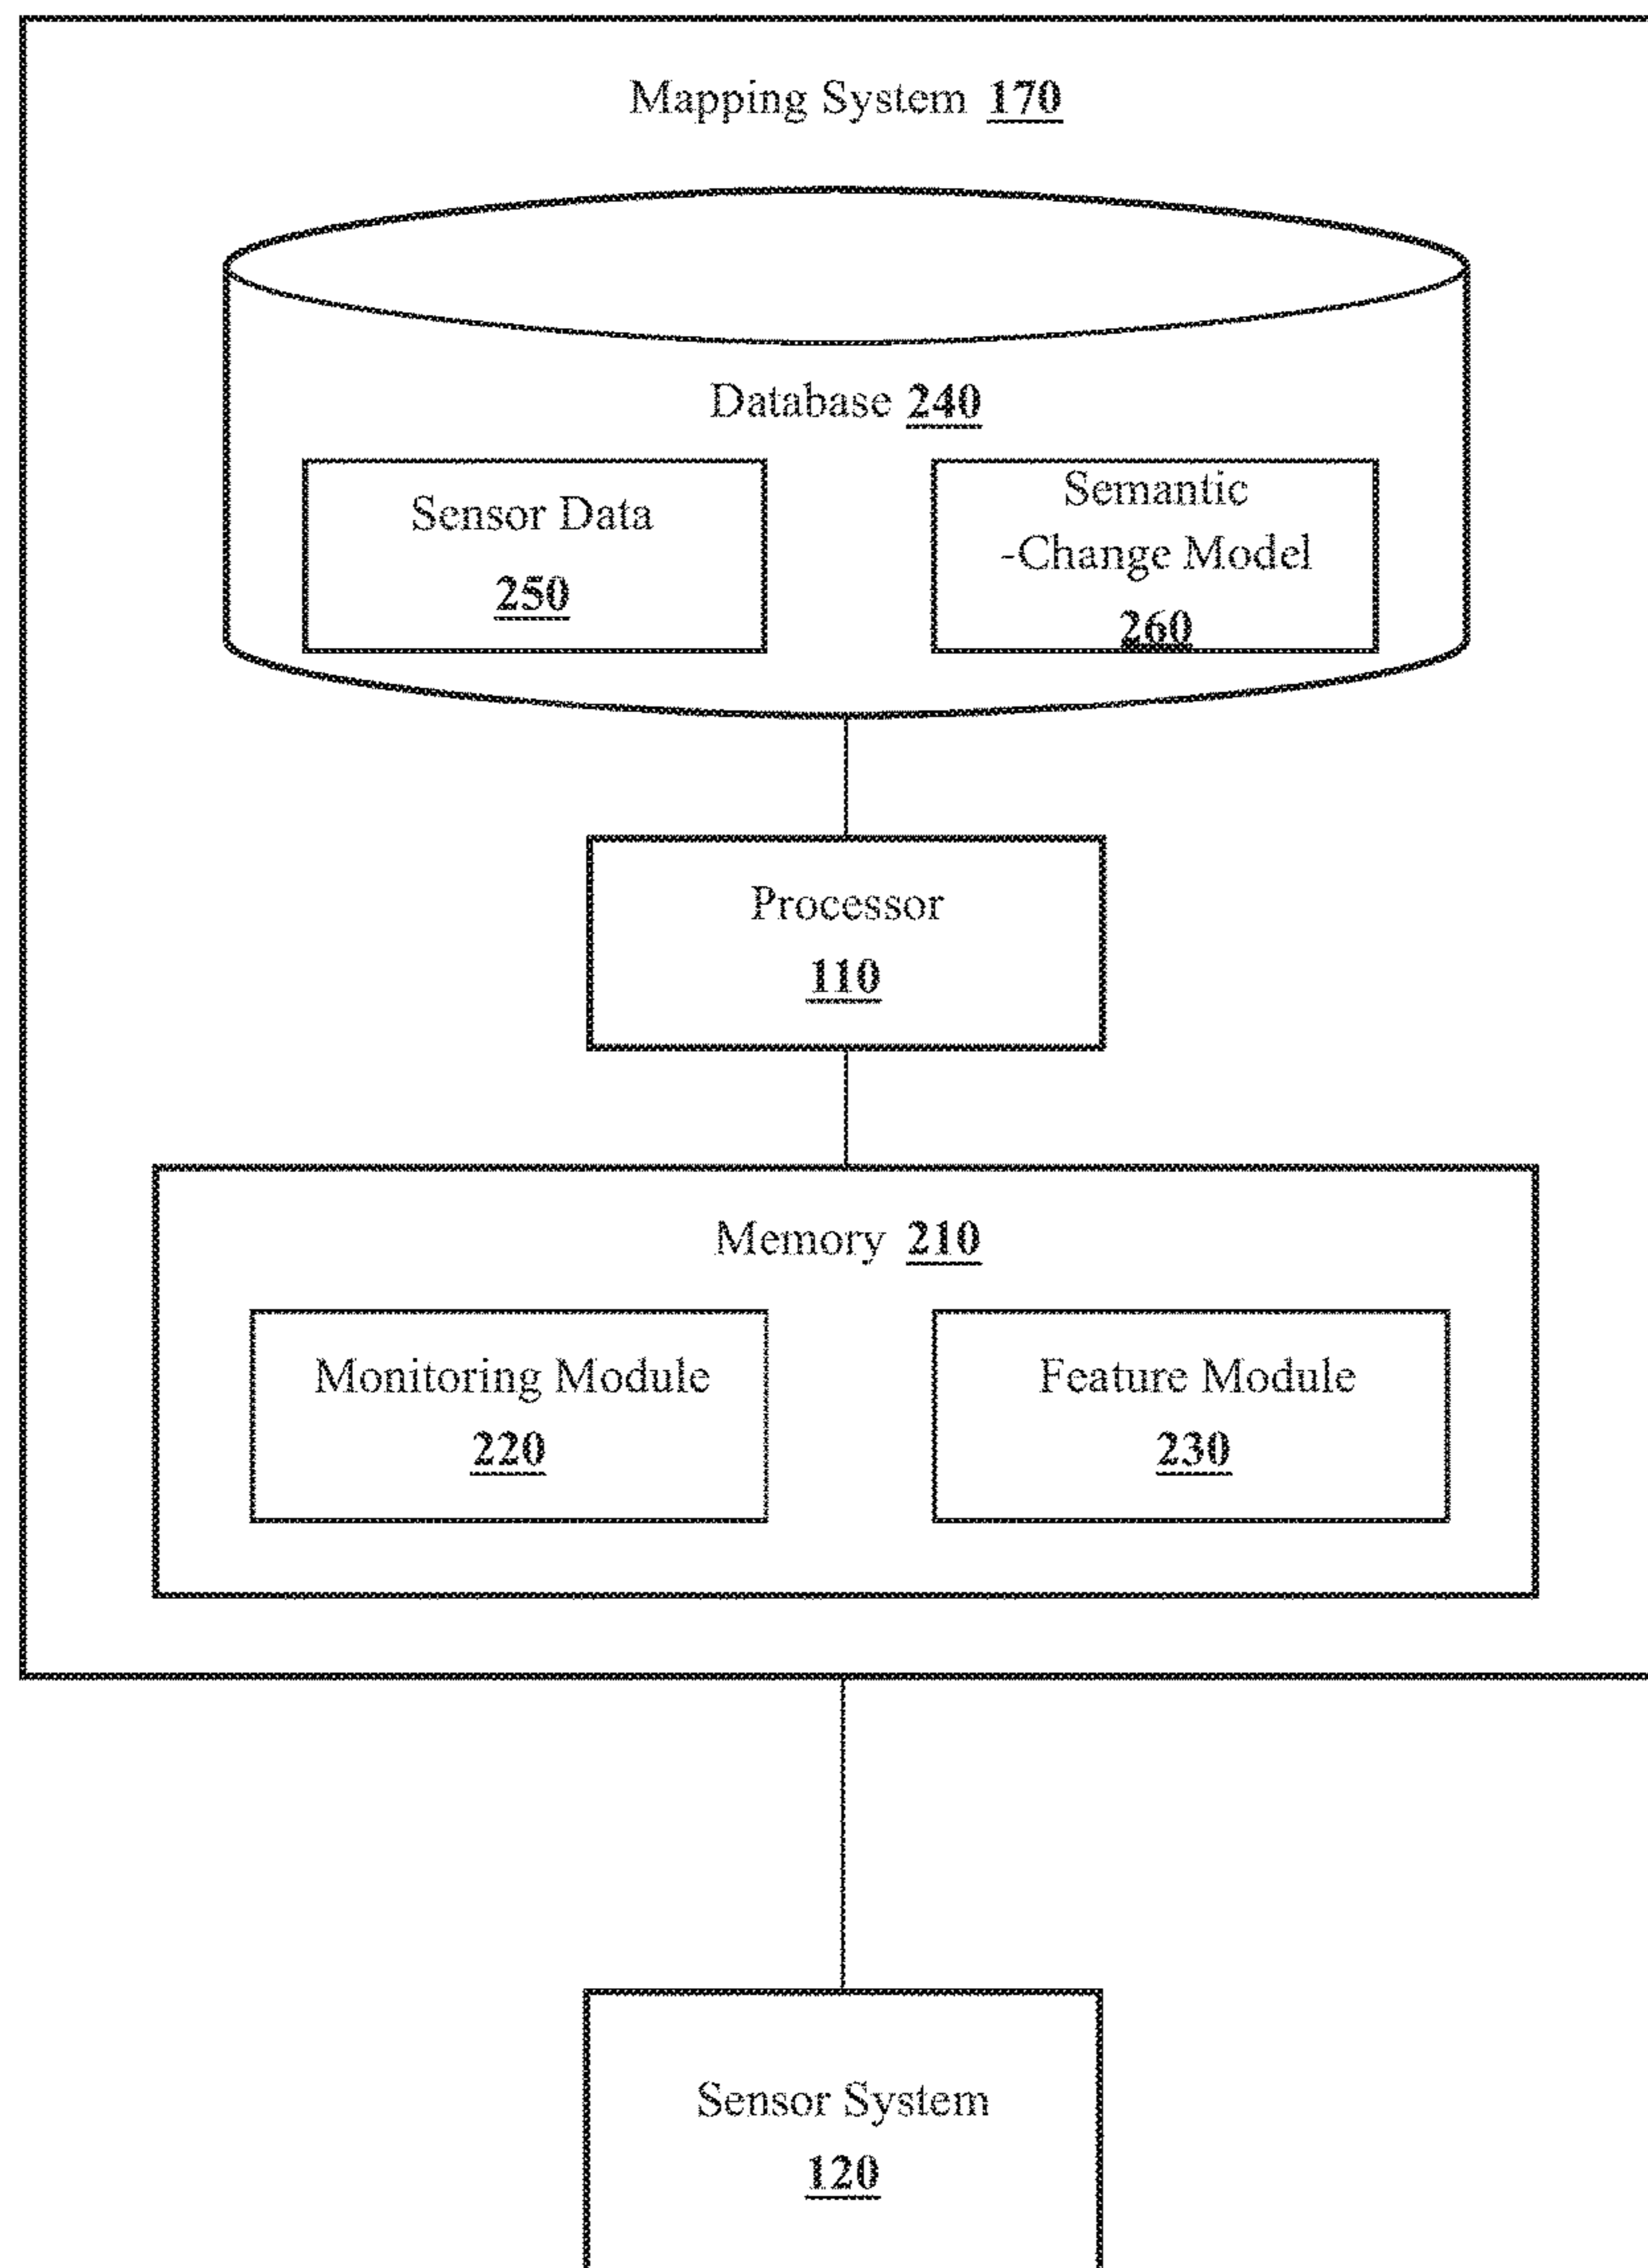 Mapping System 170
Database 240
Sensor Data
250
Semantic
-Change Model
260
Processor
110
Memory 210
Monitoring Module
220
Feature Module
230
Sensor System
120